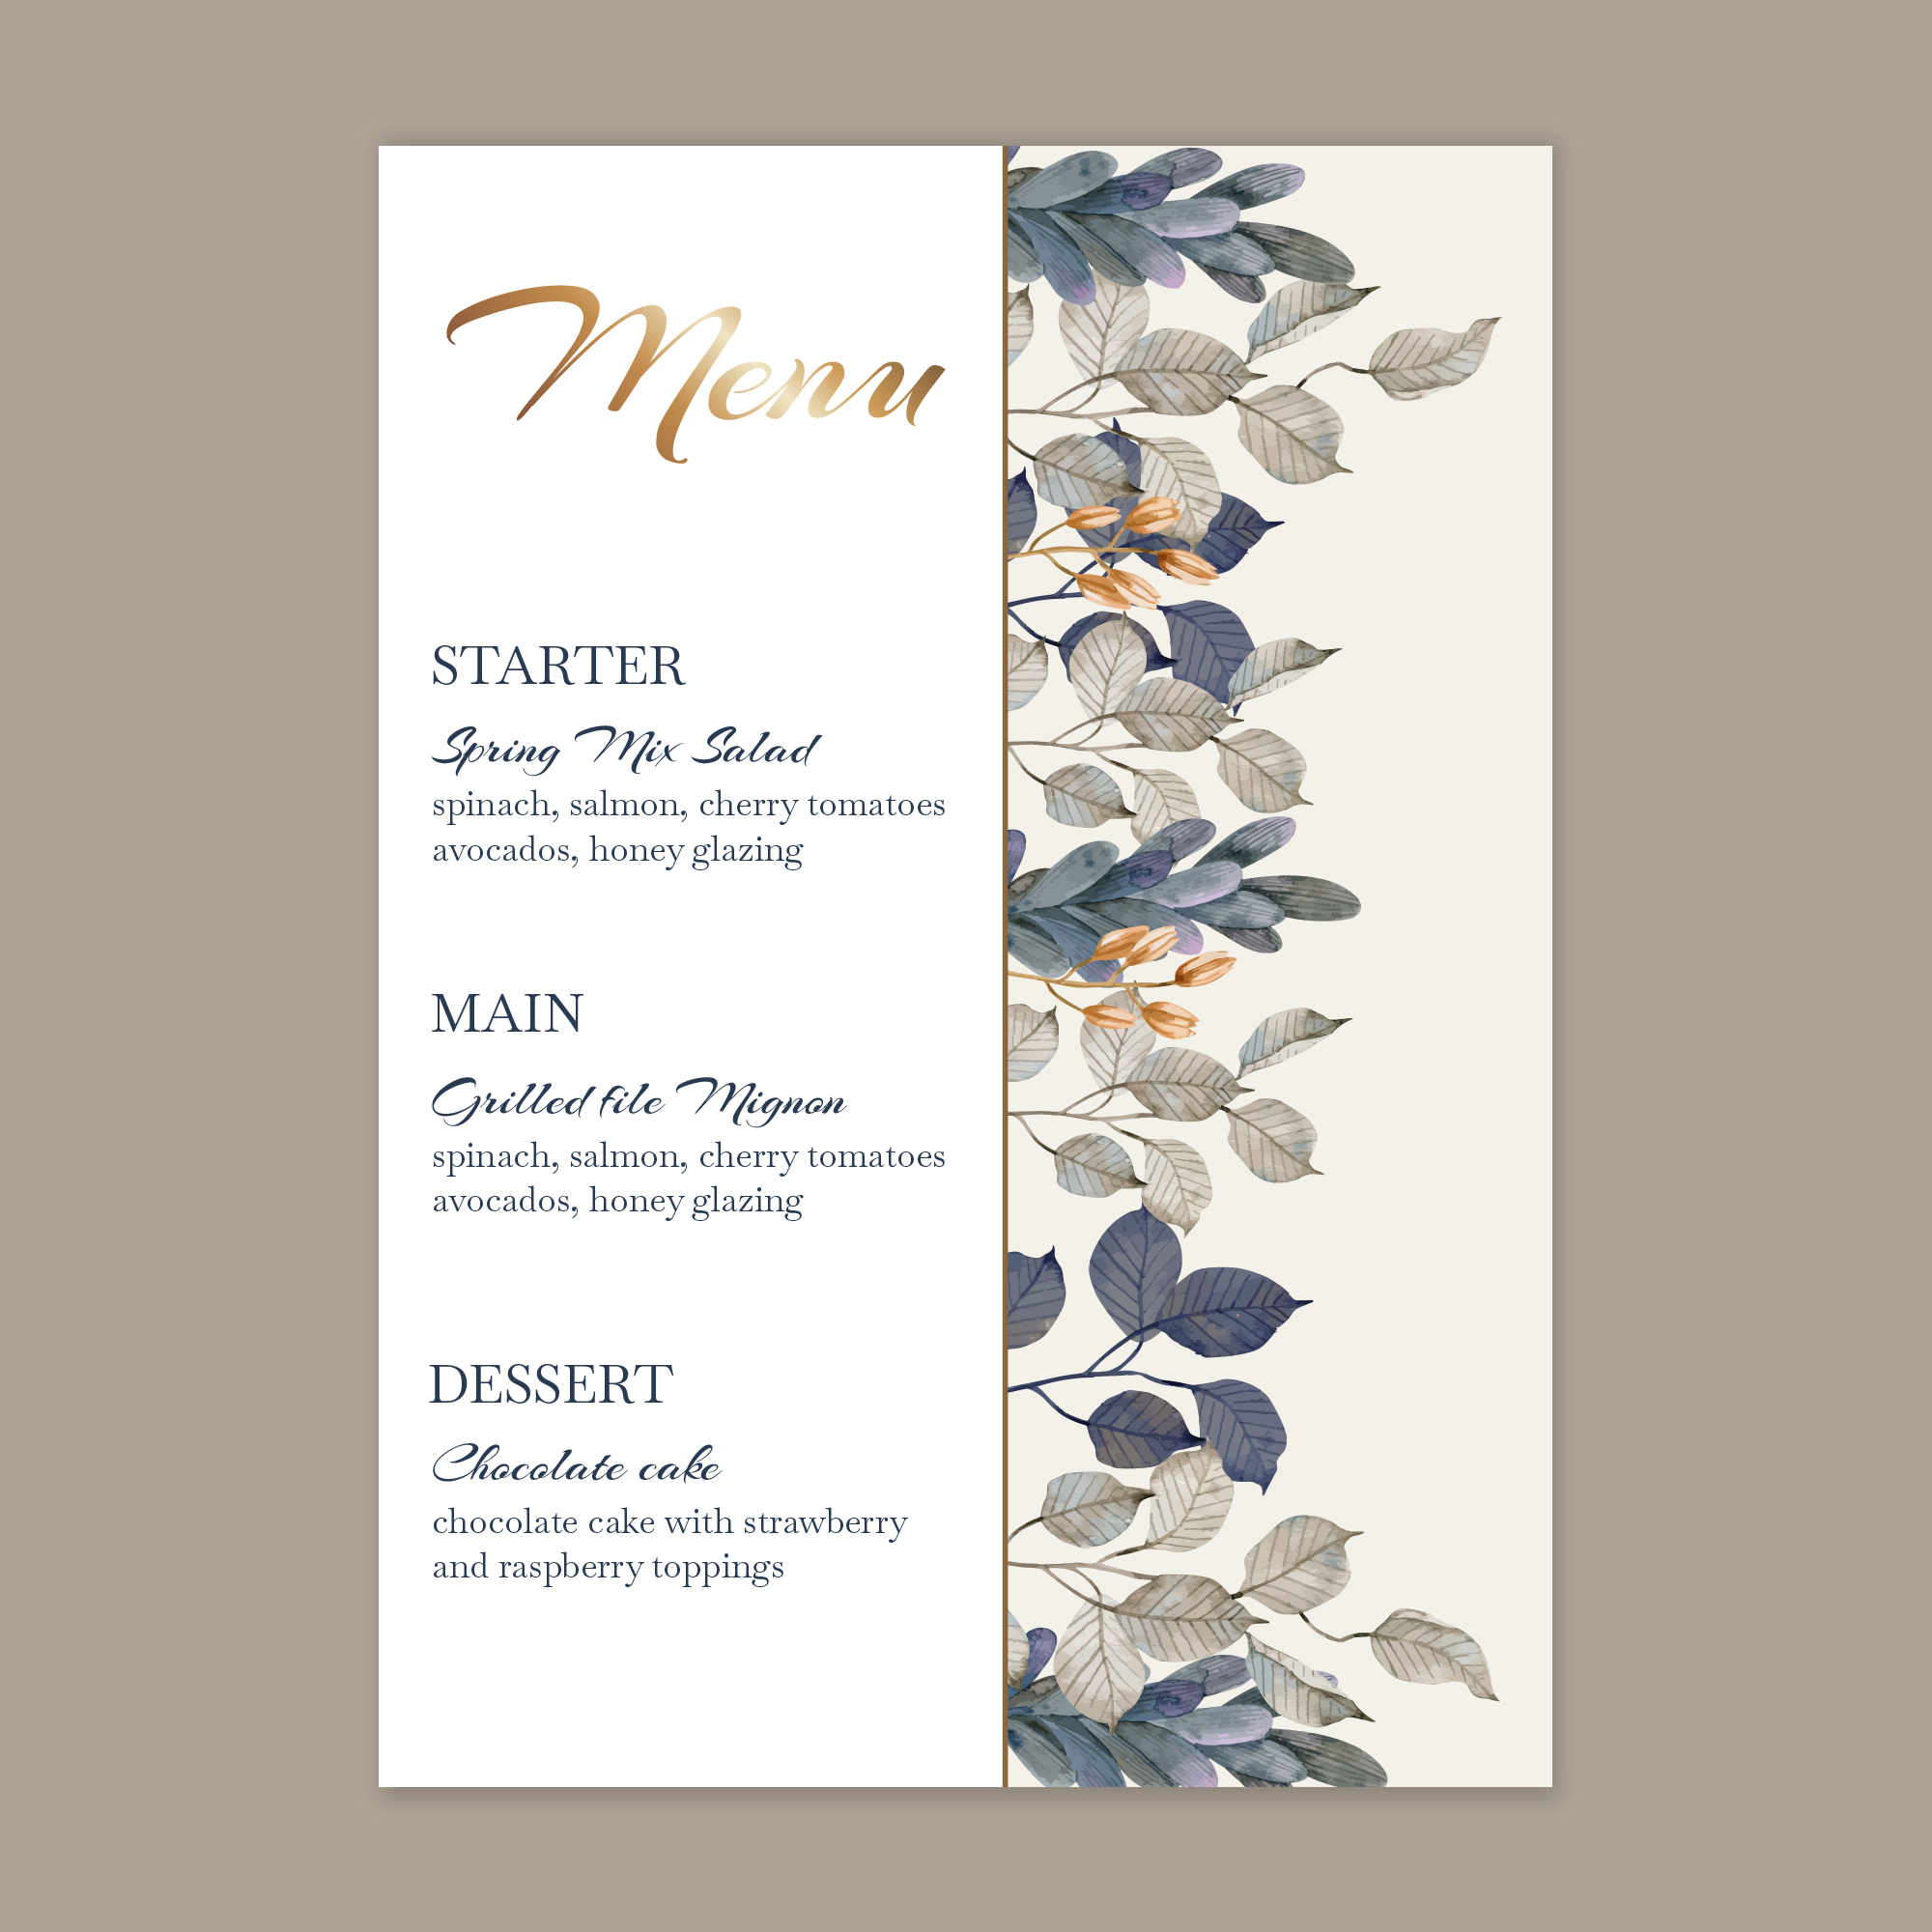 Menu
STARTER
Spring Mix Salad
spinach, salmon, cherry tomatoes
avocados, honey glazing
MAIN
Grilled file Mignon
spinach, salmon, cherry tomatoes
avocados, honey glazing
DESSERT
Chocolate cake
chocolate cake with strawberry
and raspberry toppings